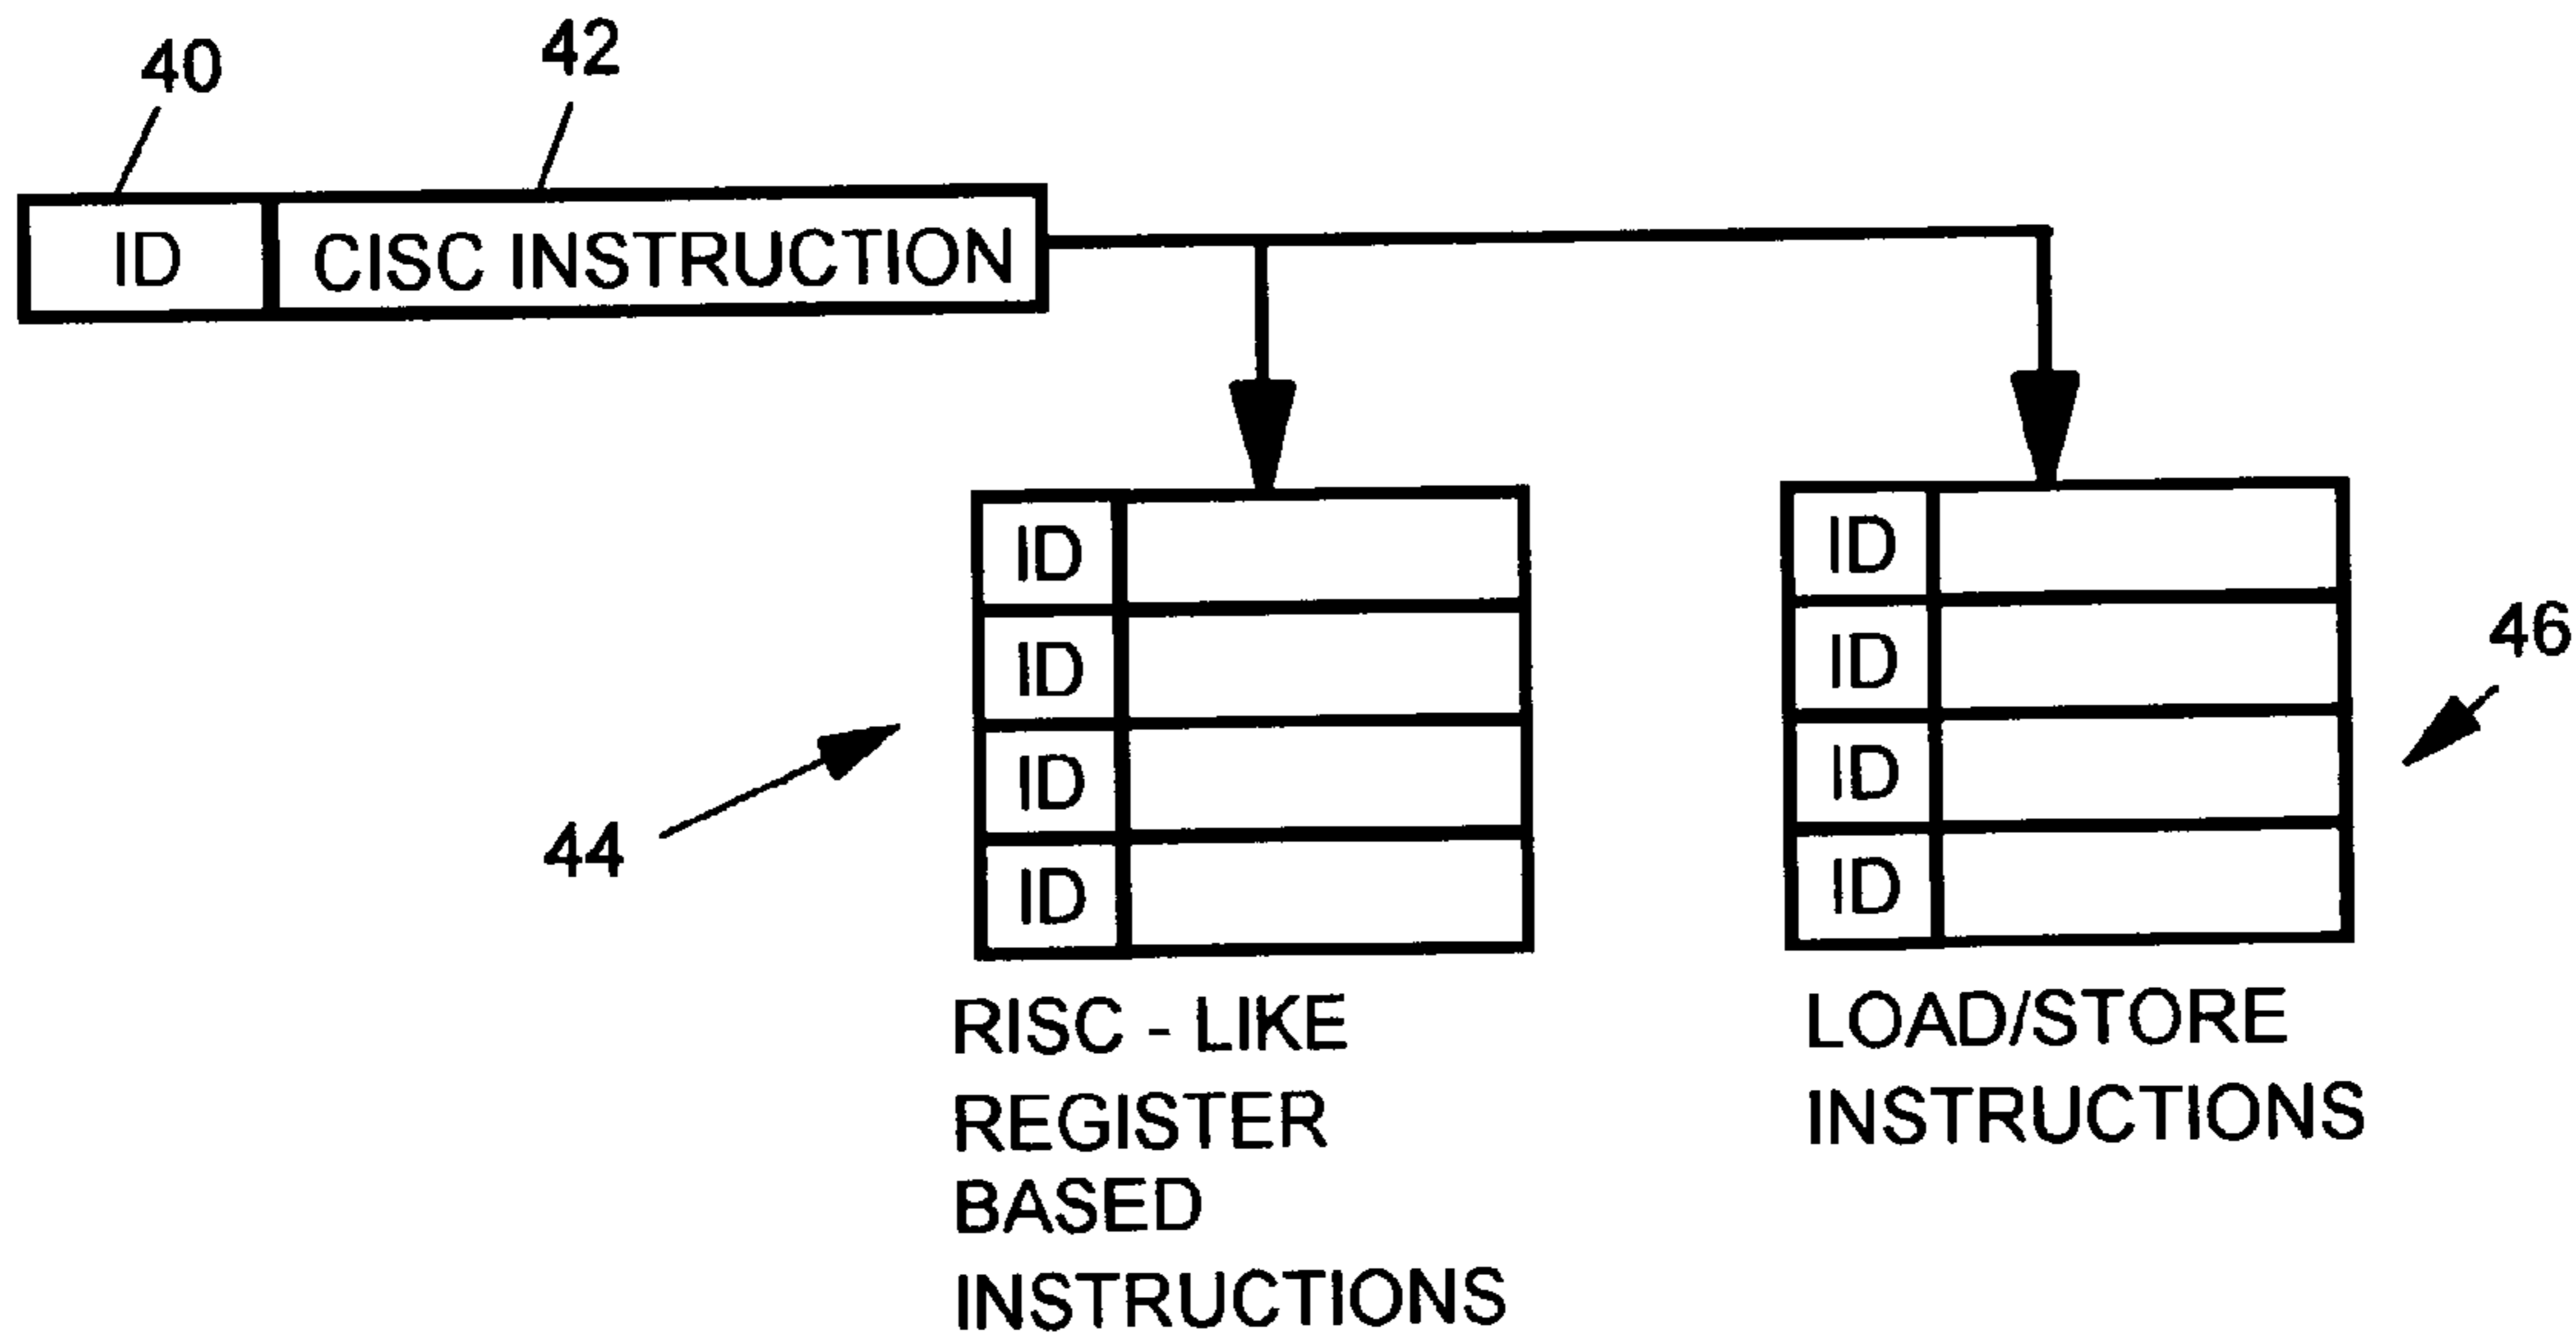 40
42
ID CISC INSTRUCTION
ID ID
ID ID
46
ID ID
44
ID ID
RISC - LIKE
REGISTER
BASED
INSTRUCTIONS
LOAD/STORE
INSTRUCTIONS